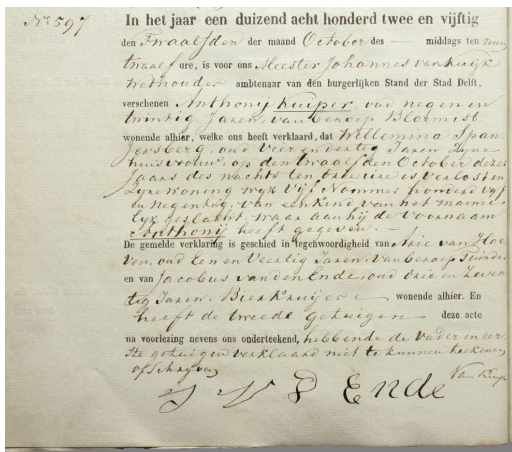 No 597
In het jaar een duizend acht honderd twee en vijftig
den Twaalfden der maand October des — middags ten
twaalf ure, is voor ons Meester Johannes van Kuijk
Wethouder ambtenaar van den burgerlijken Stand der Stad Delft,
verschenen Anthonij Kuiper, oud negen en
twintig Jaren, van beroep Bloemist
wonende alhier, welke ons heeft verklaard, dat Willemina Span
jersberg, oud Vier en dertig Jaren Zijne
huisvrouw, op den twaalfden October dezes
Jaars des nachts ten drie ure is verlost in
Zijne woning Wijk Vijf Nommer honderd vijf
en negentig, van een kind van het manne
lijk geslacht, waar aan hij de Voornaam
Anthonij heeft gegeven. —
De gemelde verklaring is geschied in tegenwoordigheid van Arie van
oud Een en Veertig Jaren, Van beroep Tuinder
en van Jacobus van den Ende, oud drie en Zeven
tig Jaren, Bierkruijer wonende alhier. En
heeft de tweede getuigen deze acte
na voorlezing nevens ons onderteekend, hebbende de Vader en eer
ste getuigen verklaard niet te kunnen teekenen
of Schrijven
J V D Ende
Van Kuijk